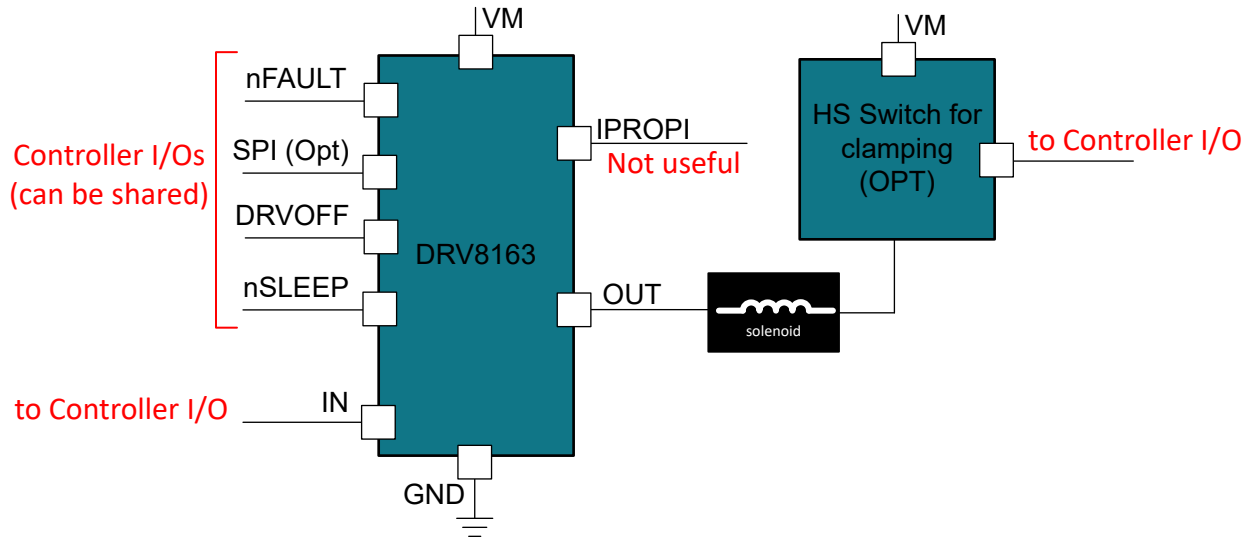 VM
nFAULT
SPI (Opt)
DRVOFF
nSLEEP
Controller I/Os
(can be shared)
to Controller I/O
IN
DRV8163
GND
IPROPI
Not useful
OUT
solenoid
VM
HS Switch for
clamping
(OPT)
to Controller I/O